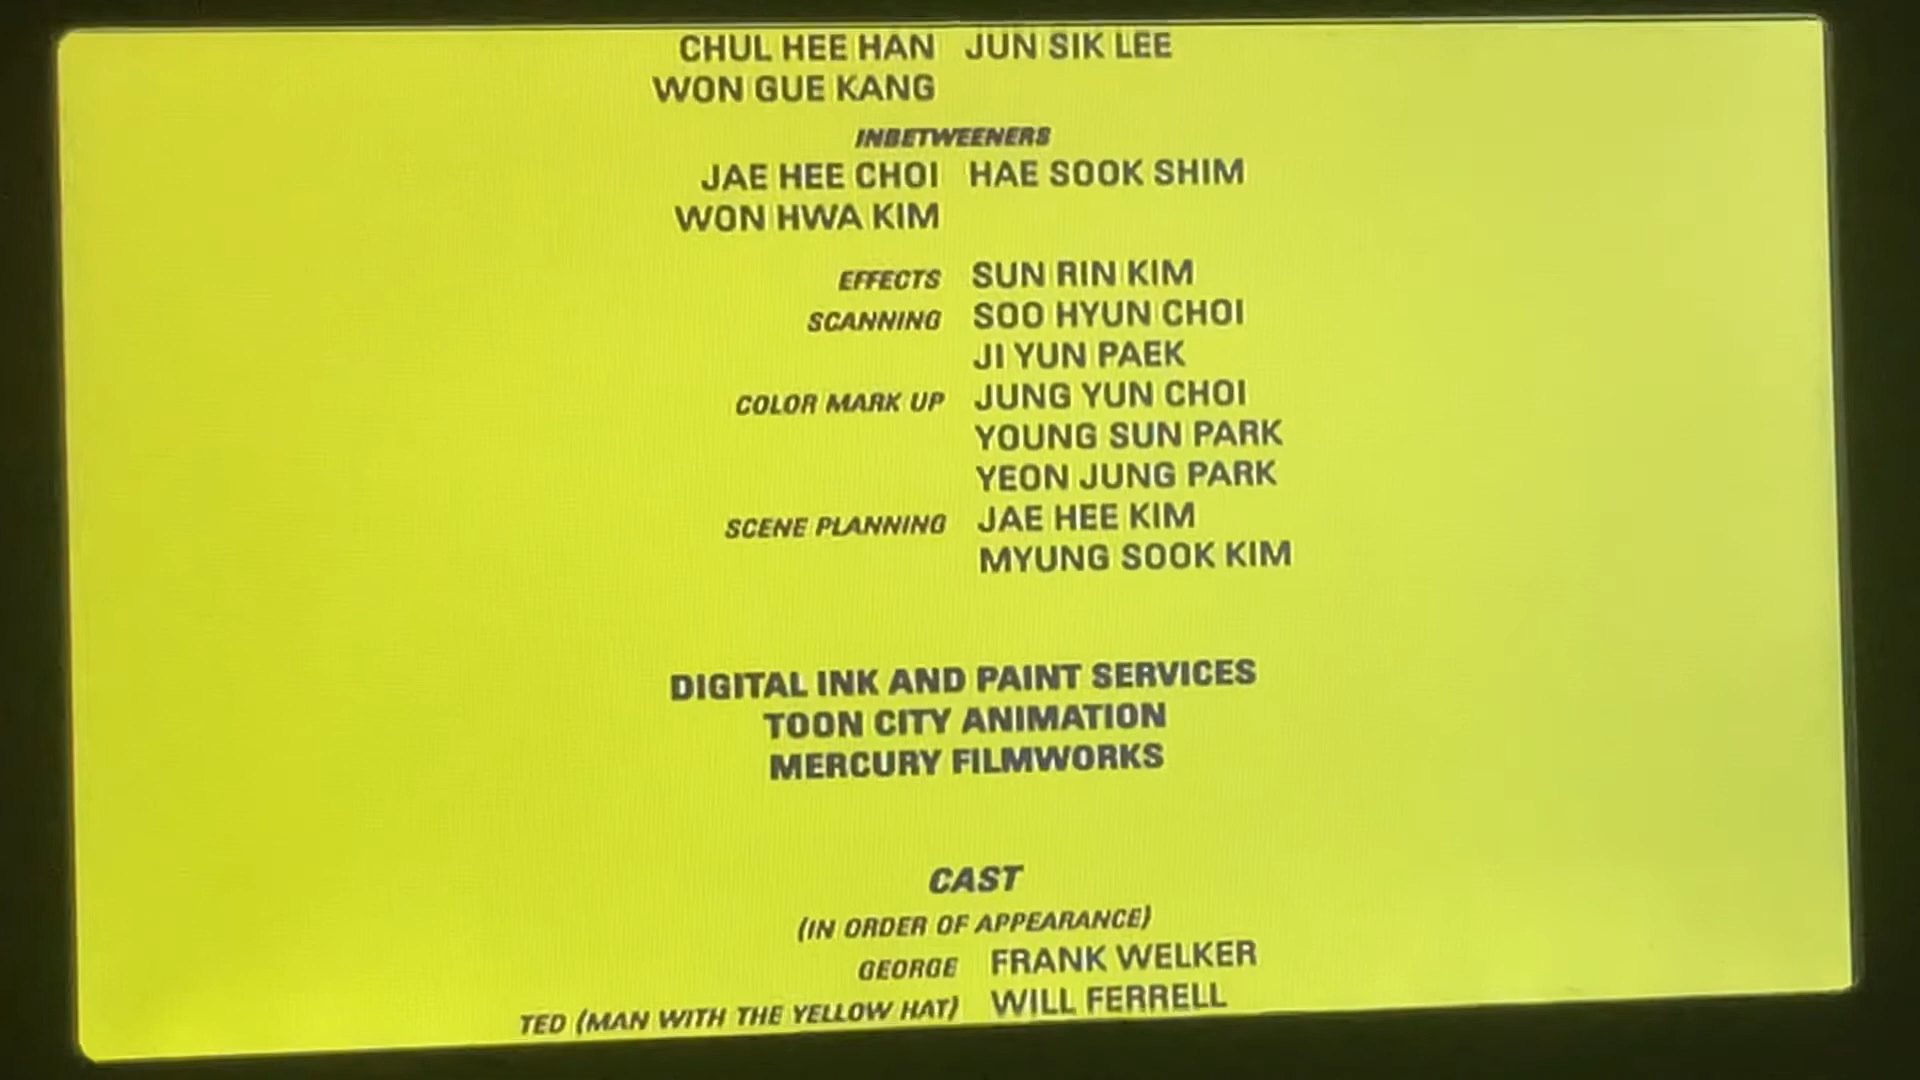 CHUL HEE HAN JUN SIK LEE
WON GUE KANG
INBETWEENERS
JAE HEE CHOI HAE SOOK SHIM
WON HWA KIM
EFFECTS SUN RIN KIM
SCANNING SOO HYUN CHOI
JI YUN PAEK
COLOR MARK UP JUNG YUN CHOI
YOUNG SUN PARK
YEON JUNG PARK
SCENE PLANNING JAE HEE KIM
MYUNG SOOK KIM
DIGITAL INK AND PAINT SERVICES
TOON CITY ANIMATION
MERCURY FILMWORKS
CAST
(IN ORDER OF APPEARANCE)
GEORGE FRANK WELKER
TED (MAN WITH THE YELLOW HAT) WILL FERRELL